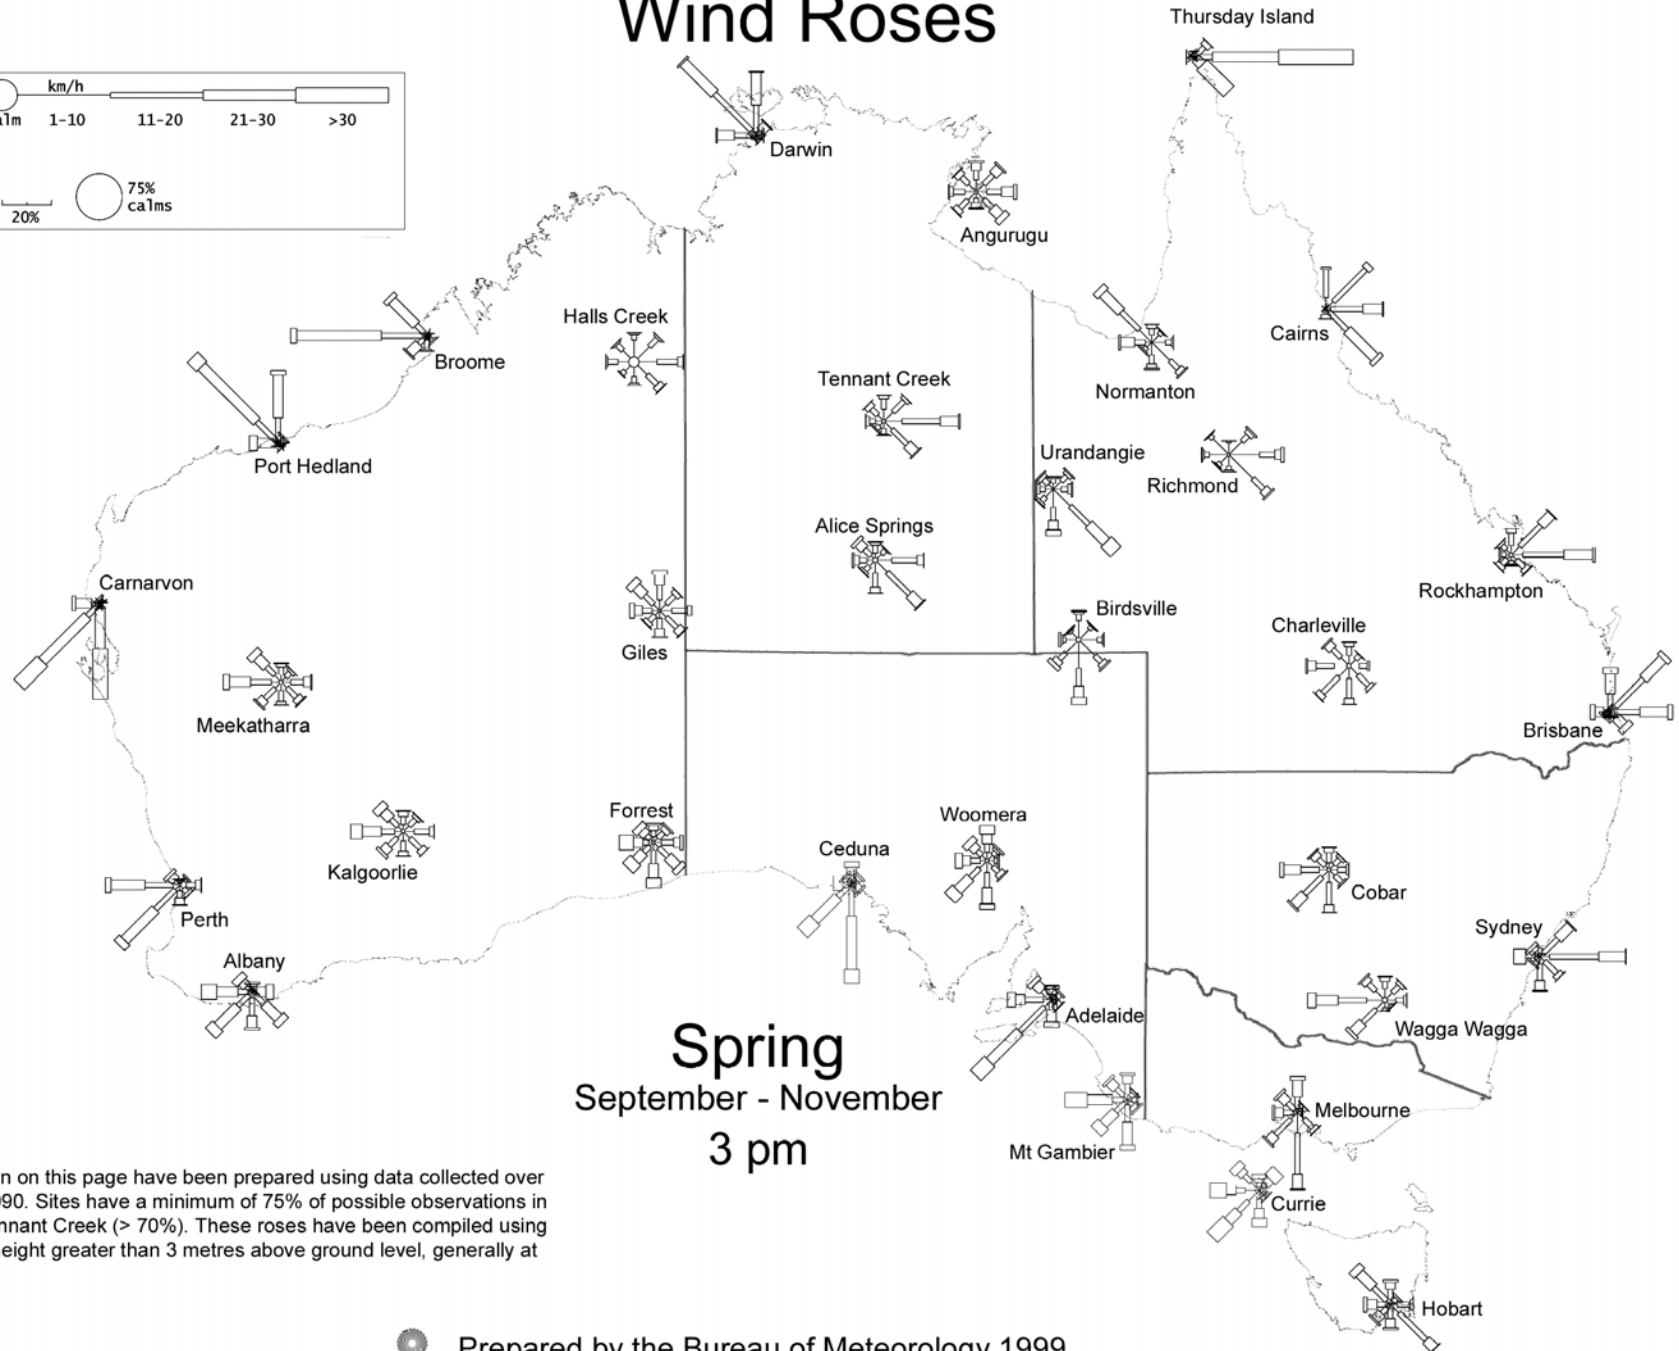 Wind Roses
Thursday Island
km/h
alm 1-10 11-20 21-30 >30
75%
calms
20%
Darwin
Angurugu
Halls Creek
Cairns
Broome
Tennant Creek
Normanton
Urandangie
Port Hedland
Richmond
Alice Springs
Carnarvon
Rockhampton
Birdsville
Charleville
Giles
Meekatharra
Brisbane
Forrest
Woomera
Ceduna
Kalgoorlie
Cobar
Perth
Sydney
Albany
Adelaide
Wagga Wagga
Spring
September - November
3 pm
Melbourne
Mt Gambier
Currie
n on this page have been prepared using data collected over
990. Sites have a minimum of 75% of possible observations in
nnant Creek (> 70%). These roses have been compiled using
eight greater than 3 metres above ground level, generally at
Hobart
Prepared by the Bureau of Meteorology 1999